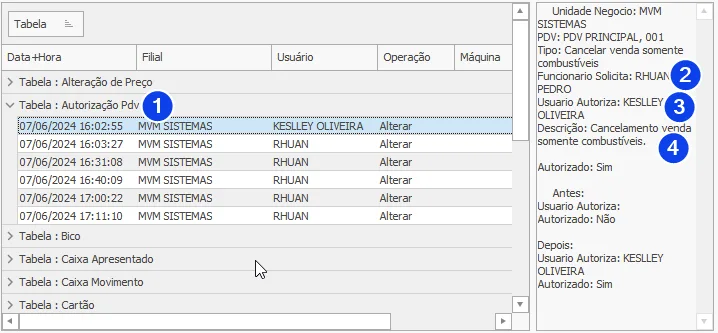 Tabela
Data+Hora Filial Usuário Operação Máquina
Tabela : Alteração de Preço
Tabela : Autorização Pdv 1
07/06/2024 16:02:55 MVM SISTEMAS KESLLEY OLIVEIRA Alterar
07/06/2024 16:03:27 MVM SISTEMAS RHUAN Alterar
07/06/2024 16:31:08 MVM SISTEMAS RHUAN Alterar
07/06/2024 16:40:09 MVM SISTEMAS RHUAN Alterar
07/06/2024 17:00:22 MVM SISTEMAS RHUAN Alterar
07/06/2024 17:11:10 MVM SISTEMAS RHUAN Alterar
Tabela : Bico
Tabela : Caixa Apresentado
Tabela : Caixa Movimento
Tabela : Cartão
Unidade Negocio: MVM
SISTEMAS
PDV: PDV PRINCIPAL, 001
Tipo: Cancelar venda somente
combustíveis
Funcionario Solicita: RHUAN 2
PEDRO
Usuario Autoriza: KESLLEY 3
OLIVEIRA
Descrição: Cancelamento venda
somente combustíveis. 4
Autorizado: Sim
Antes:
Usuario Autoriza:
Autorizado: Não
Depois:
Usuario Autoriza: KESLLEY
OLIVEIRA
Autorizado: Sim